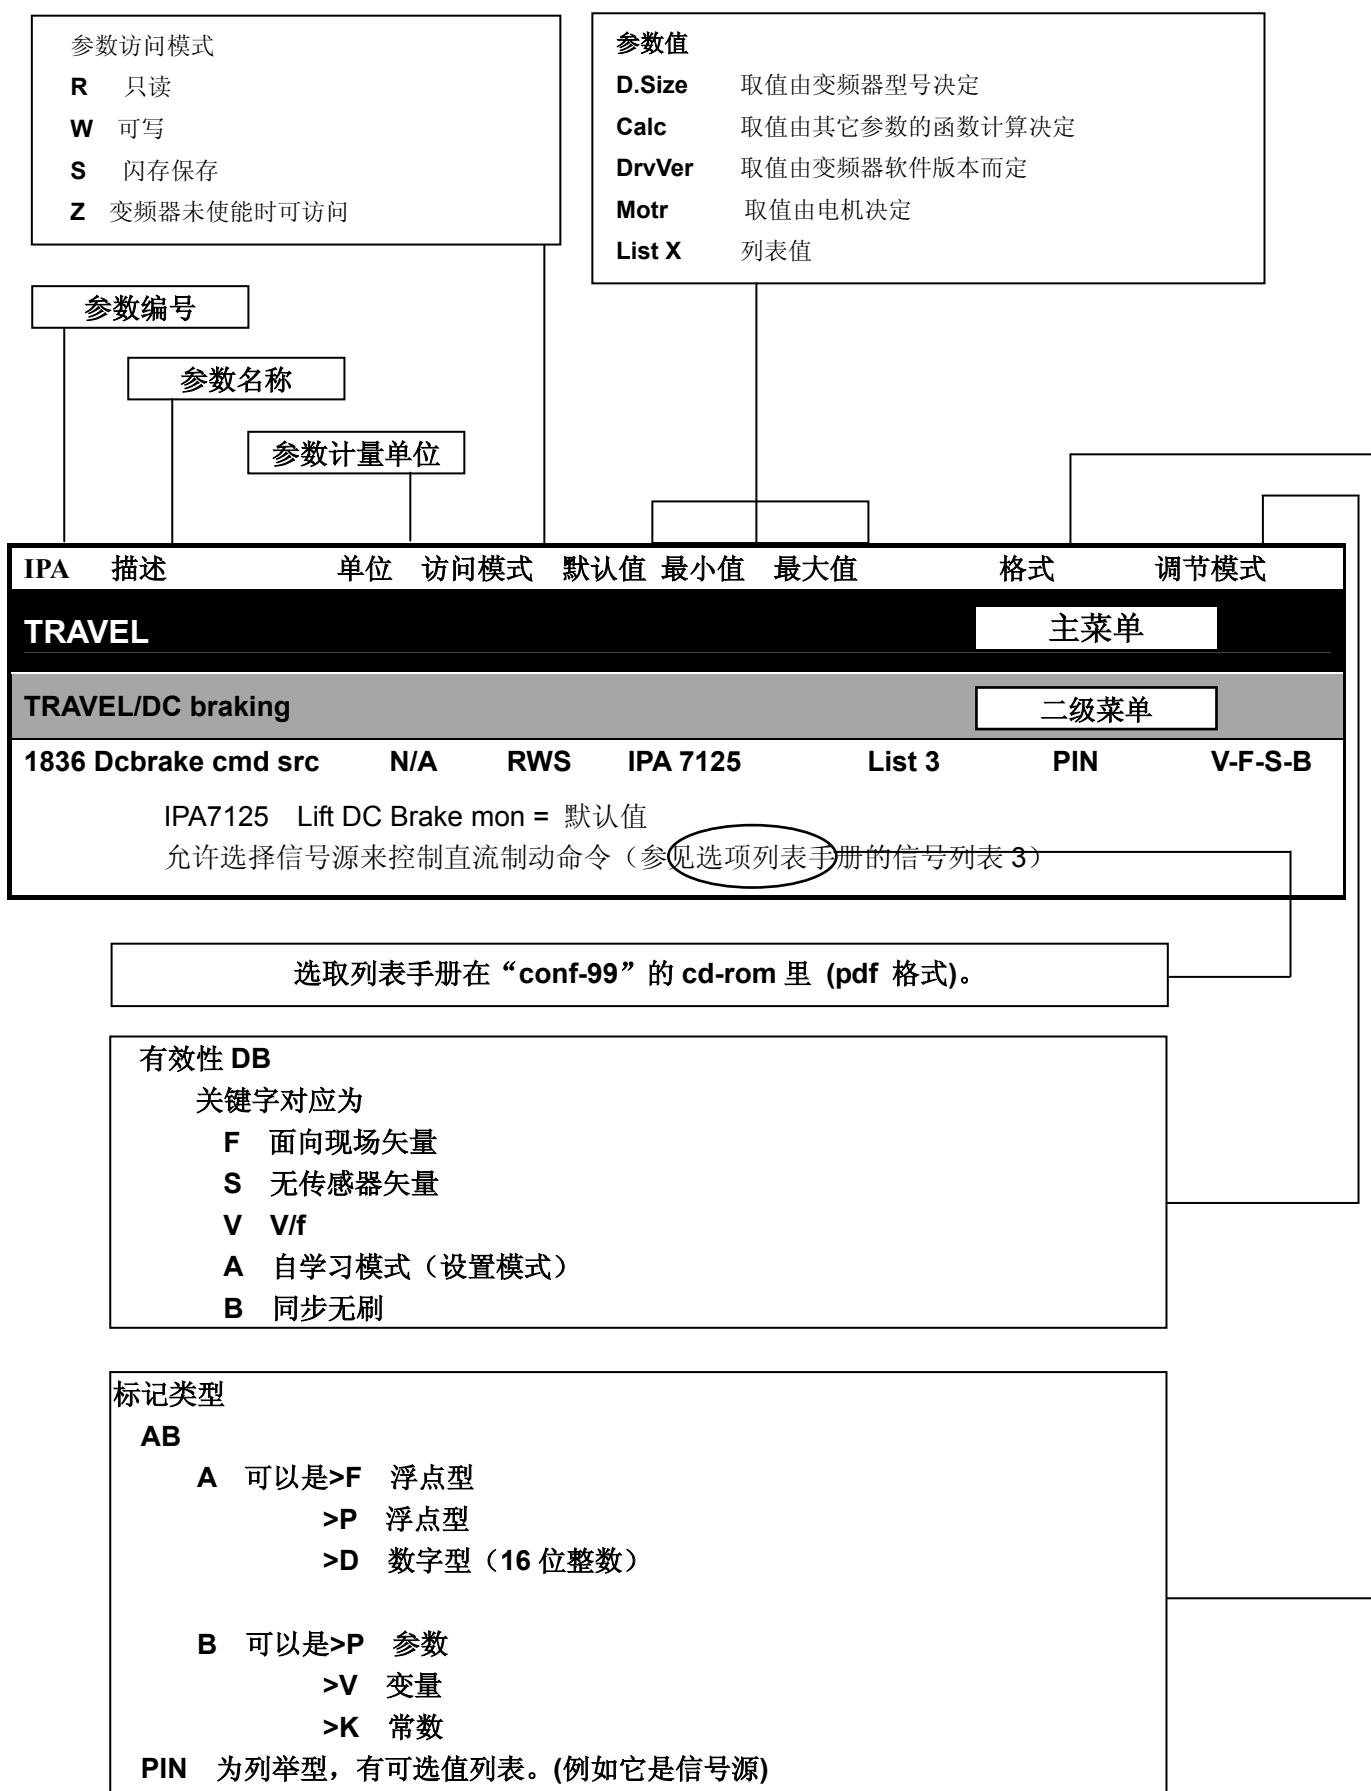 参数访问模式
R 只读
W 可写
S 闪存保存
Z 变频器未使能时可访问
参数值
D.Size 取值由变频器型号决定
Calc 取值由其它参数的函数计算决定
DrvVer 取值由变频器软件版本而定
Motr 取值由电机决定
List X 列表值
参数编号
参数名称
参数计量单位
IPA 描述 单位 访问模式 默认值 最小值 最大值 格式 调节模式
TRAVEL 主菜单
TRAVEL/DC braking 二级菜单
1836 Dcbrake cmd src N/A RWS IPA 7125 List 3 PIN V-F-S-B
IPA7125 Lift DC Brake mon = 默认值
允许选择信号源来控制直流制动命令（参见选项列表手册的信号列表 3）
选取列表手册在“conf-99”的 cd-rom 里 (pdf 格式)。
有效性 DB
关键字对应为
F 面向现场矢量
S 无传感器矢量
V V/f
A 自学习模式（设置模式）
B 同步无刷
标记类型
AB
A 可以是>F 浮点型
>P 浮点型
>D 数字型（16 位整数）
B 可以是>P 参数
>V 变量
>K 常数
PIN 为列举型，有可选值列表。(例如它是信号源)